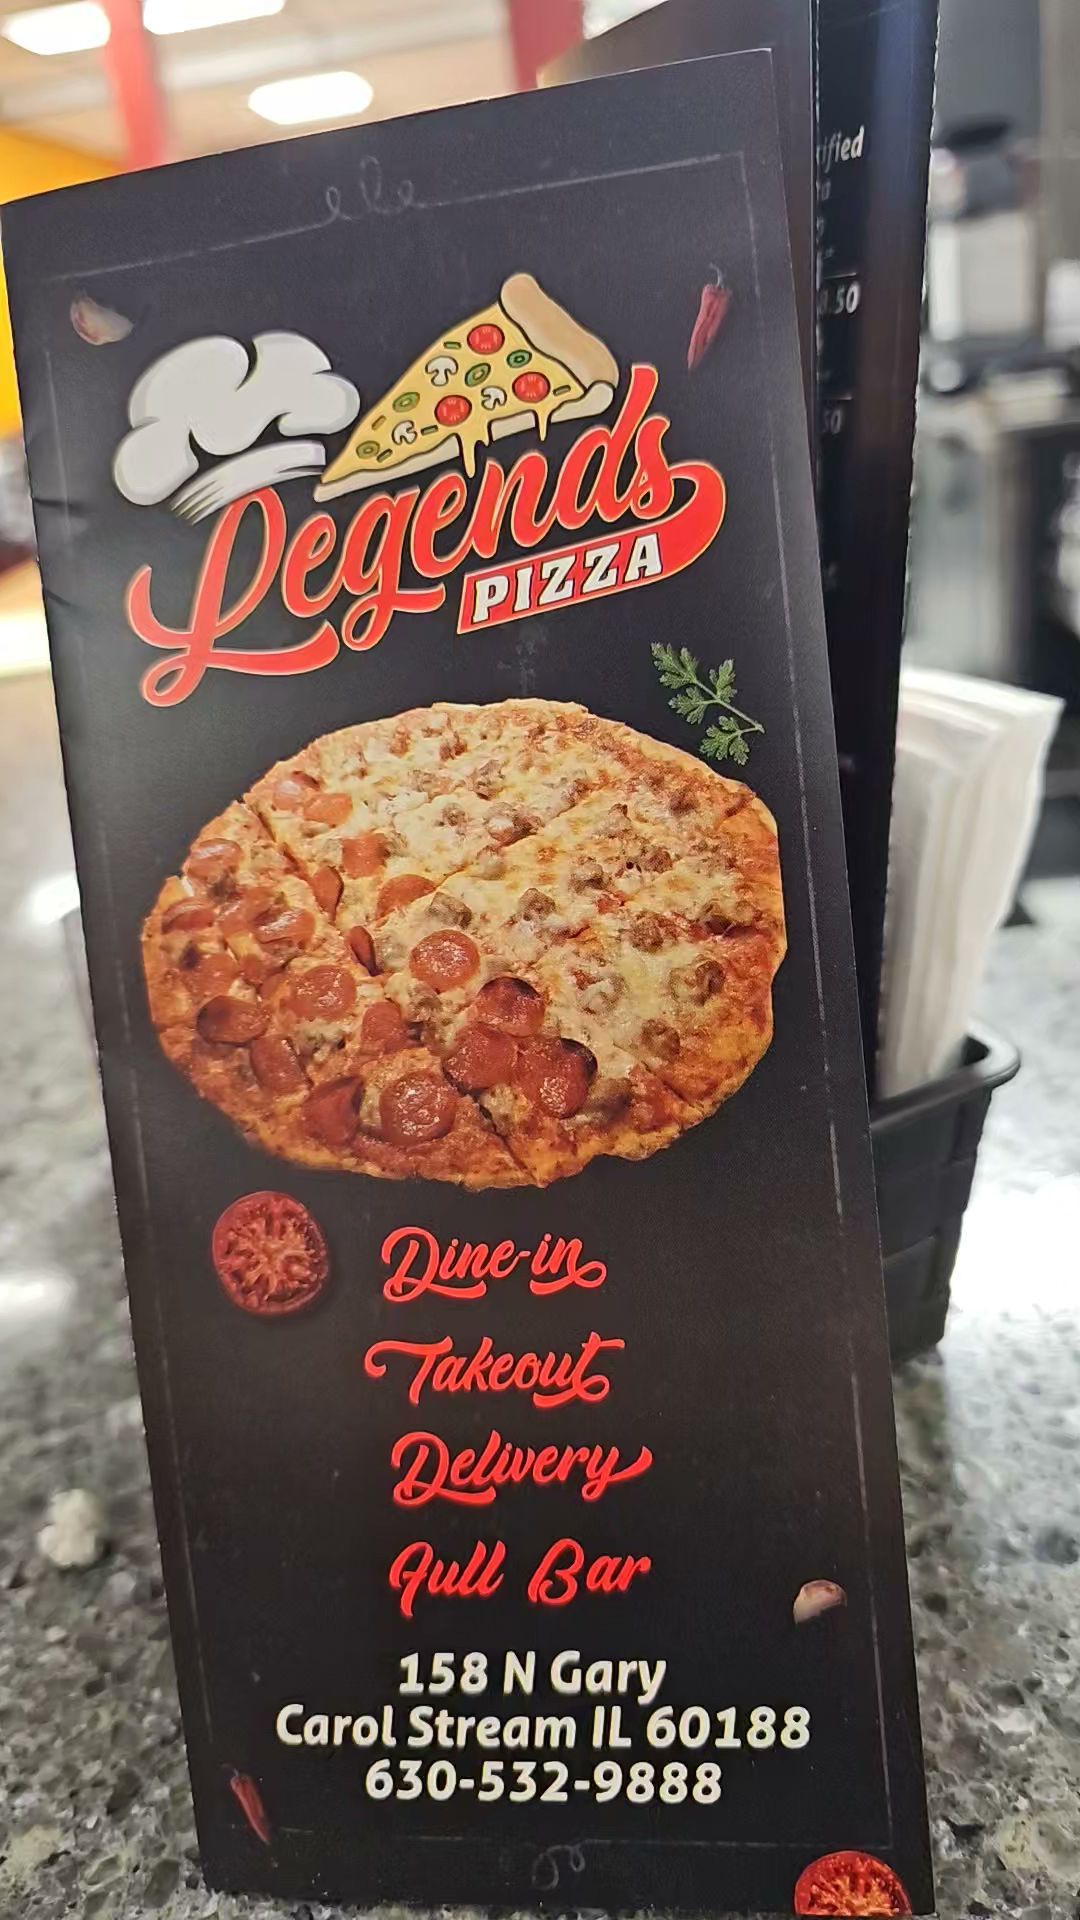 Legends
PIZZA
Dine-in
Takeout
Delivery
Full Bar
158 N Gary
Carol Stream IL 60188
630-532-9888